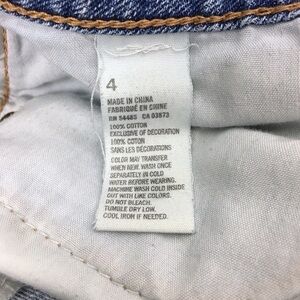 4
MADE IN CHINA
FABRIQUÉ EN CHINE
RN 54485 CA 03873
100% COTTON
EXCLUSIVE OF DECORATION
100% COTON
SANS LES DÉCORATIONS
COLOR MAY TRANSFER
WHEN NEW. WASH ONCE
SEPARATELY IN COLD
WATER BEFORE WEARING.
MACHINE WASH COLD INSIDE
OUT WITH LIKE COLORS.
DO NOT BLEACH.
TUMBLE DRY LOW.
COOL IRON IF NEEDED.